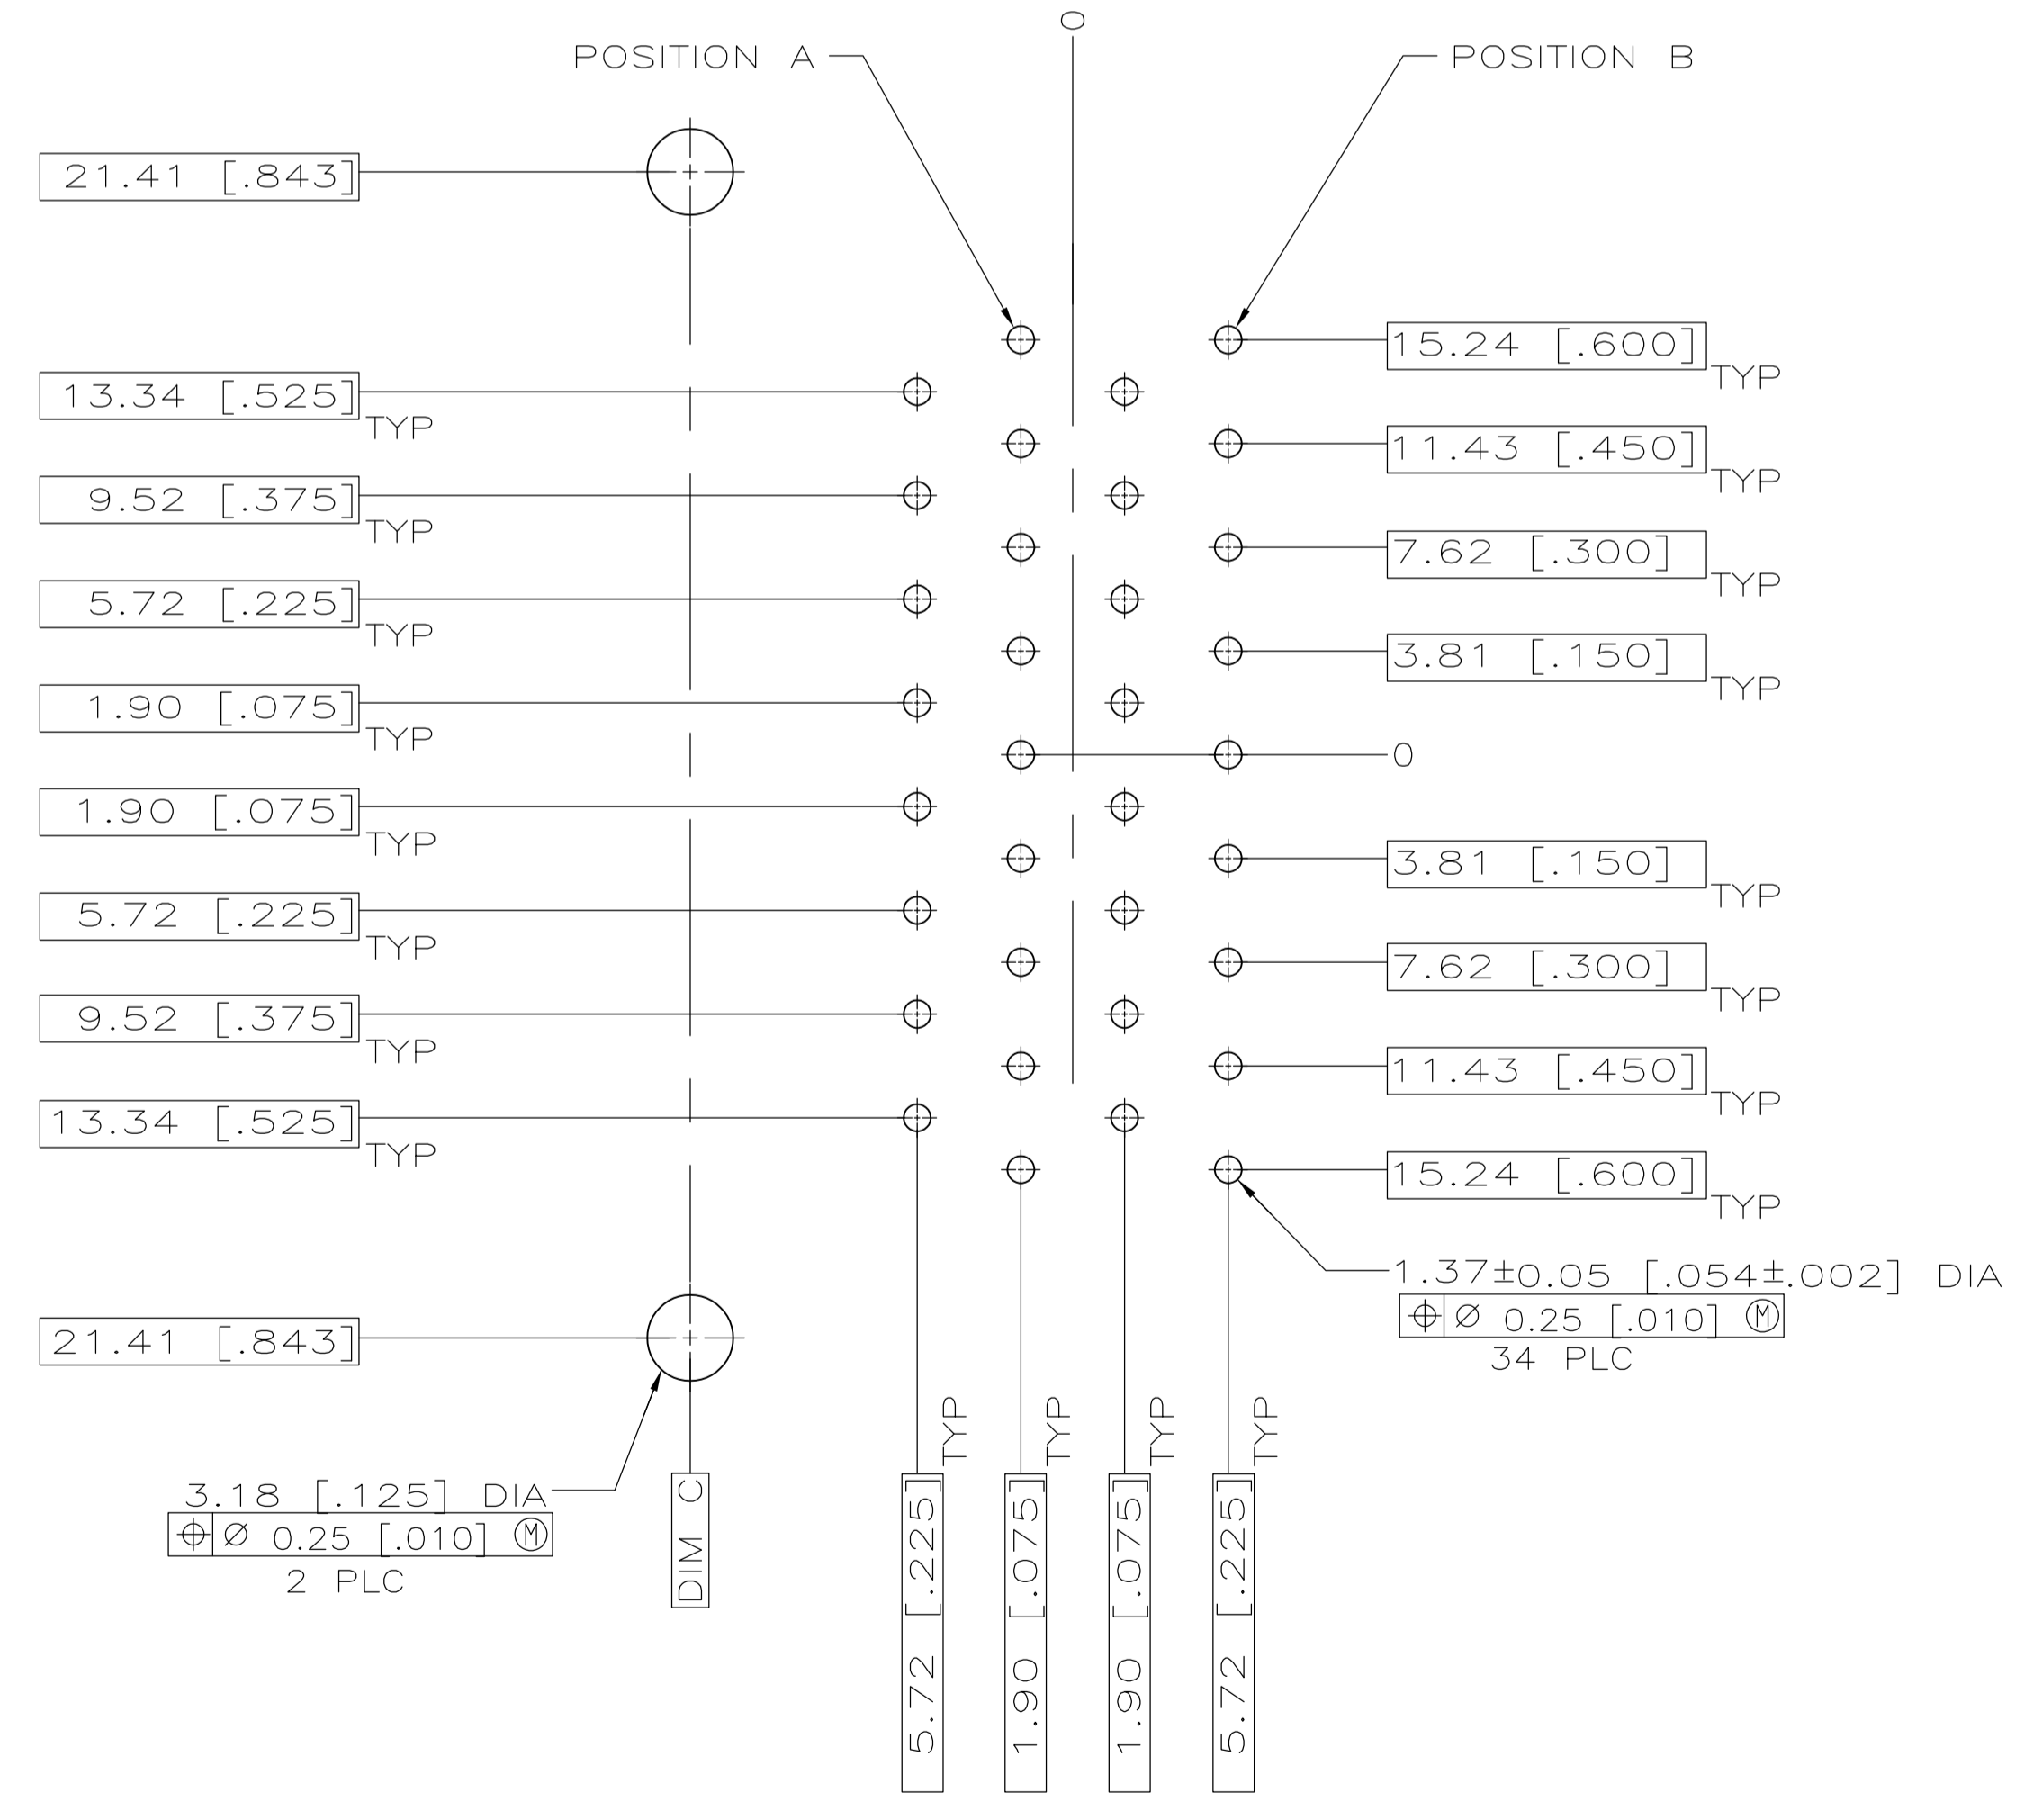 0
POSITION A
POSITION B
21.41 [.843]
15.24 [.600]
TYP
13.34 [.525]
TYP
11.43 [.450]
TYP
9.52 [.375]
TYP
7.62 [.300]
TYP
5.72 [.225]
TYP
3.81 [.150]
TYP
1.90 [.075]
TYP
0
1.90 [.075]
TYP
3.81 [.150]
TYP
5.72 [.225]
TYP
7.62 [.300]
TYP
9.52 [.375]
TYP
11.43 [.450]
TYP
13.34 [.525]
TYP
15.24 [.600]
TYP
1.37±0.05 [.054±.002] DIA
⌖ ⌀ 0.25 [.010] Ⓜ
34 PLC
21.41 [.843]
3.18 [.125] DIA
⌖ ⌀ 0.25 [.010] Ⓜ
2 PLC
DIM C
5.72 [.225]
TYP
1.90 [.075]
TYP
1.90 [.075]
TYP
5.72 [.225]
TYP